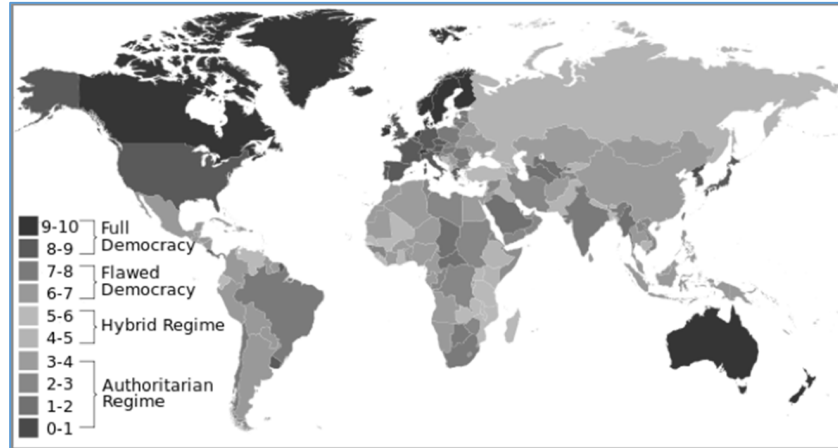 9-10
Full
Democracy
8-9
7-8
Flawed
Democracy
6-7
5-6
Hybrid Regime
4-5
3-4
2-3
Authoritarian
Regime
1-2
0-1